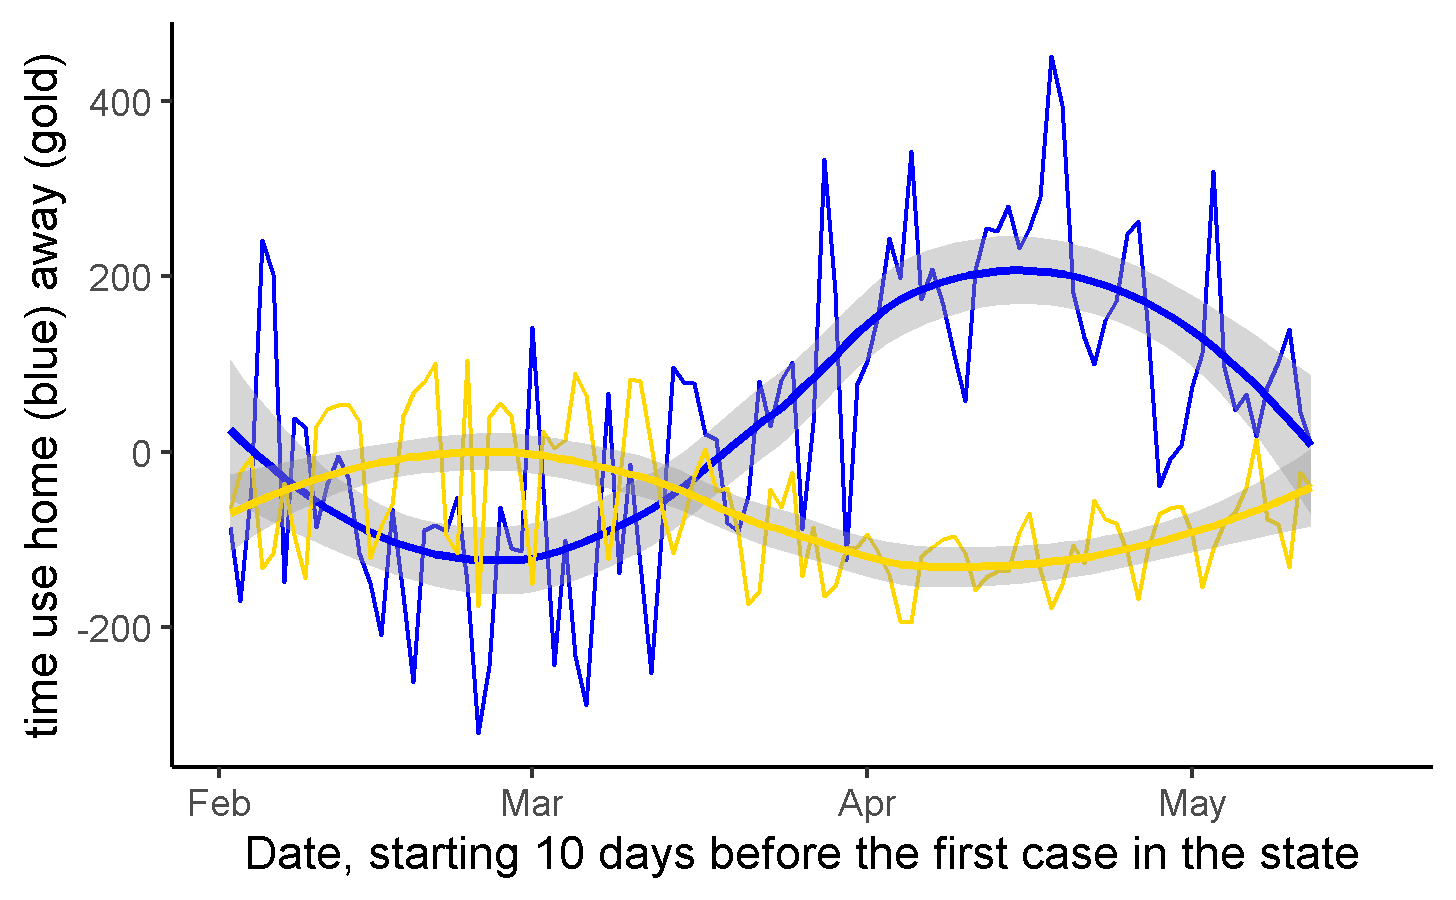 time use home (blue) away (gold)
400
200
0
-200
Feb
Mar
Apr
May
Date, starting 10 days before the first case in the state